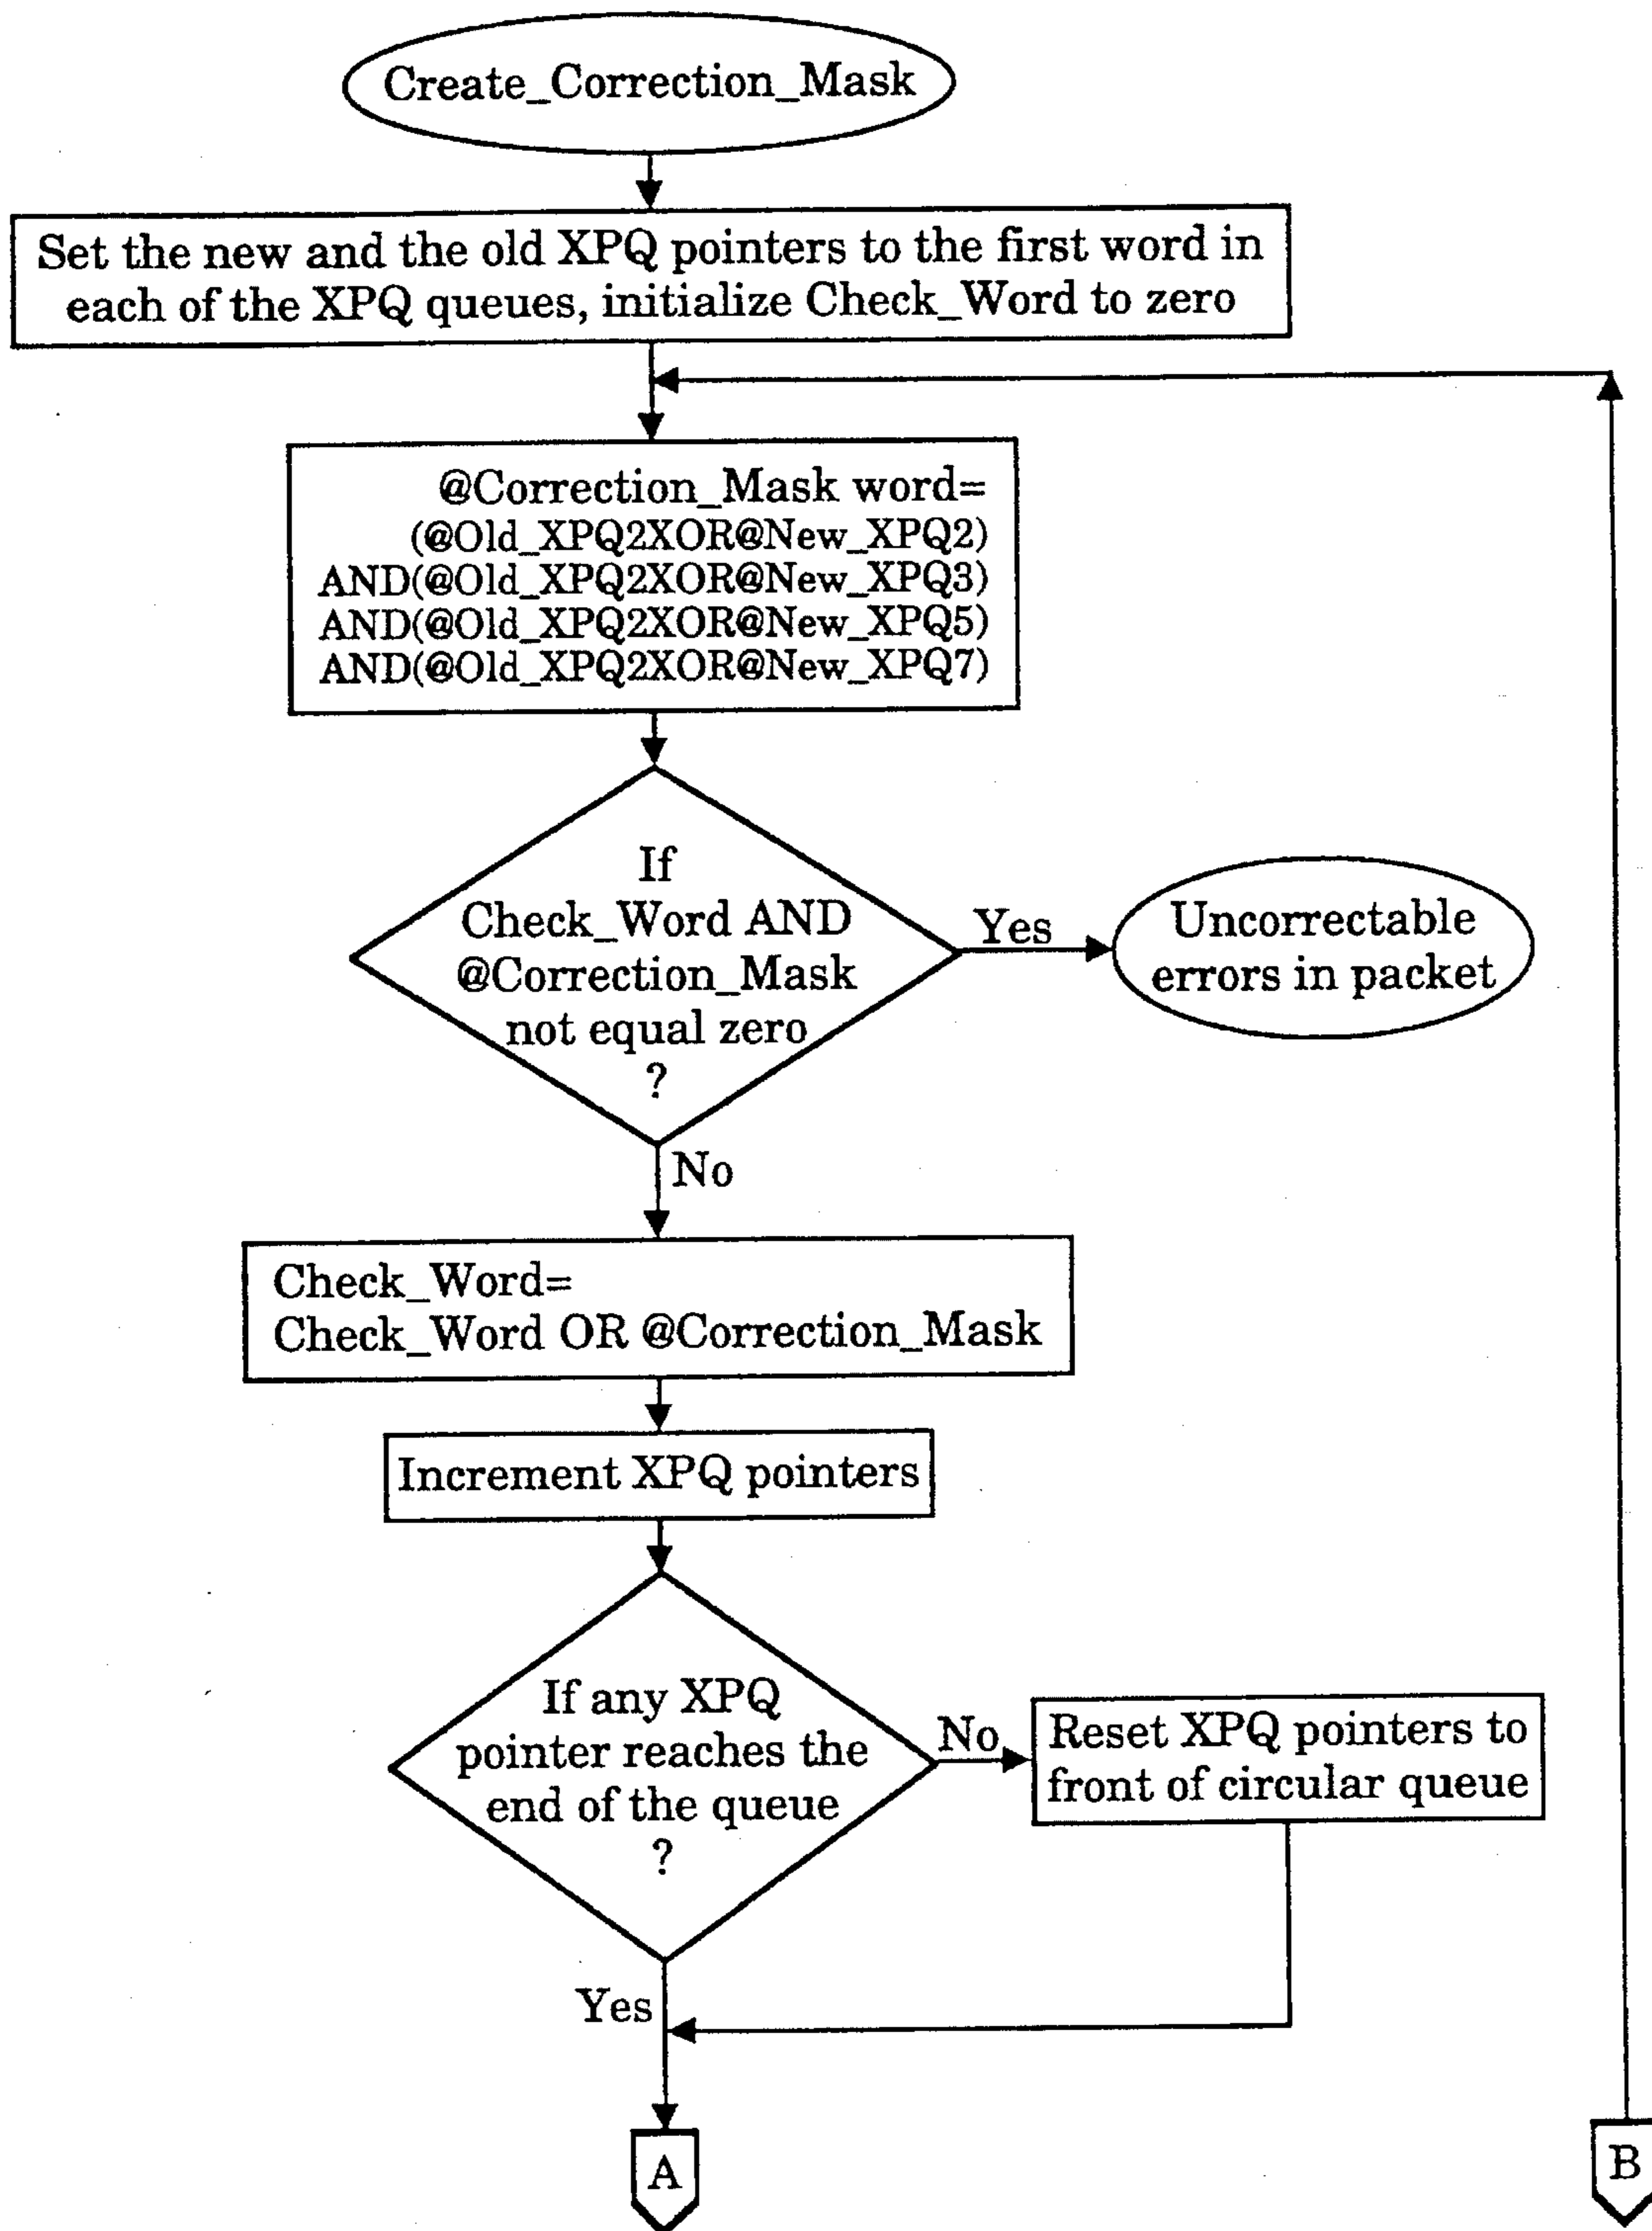 Create_Correction_Mask
Set the new and the old XPQ pointers to the first word in
each of the XPQ queues, initialize Check_Word to zero
@Correction_Mask word=
(@Old_XPQ2XOR@New_XPQ2)
AND(@Old_XPQ2XOR@New_XPQ3)
AND(@Old_XPQ2XOR@New_XPQ5)
AND(@Old_XPQ2XOR@New_XPQ7)
If
Check_Word AND
@Correction_Mask
not equal zero
?
Yes
Uncorrectable
errors in packet
No
Check_Word=
Check_Word OR @Correction_Mask
Increment XPQ pointers
If any XPQ
pointer reaches the
end of the queue
?
No
Reset XPQ pointers to
front of circular queue
Yes
A
B